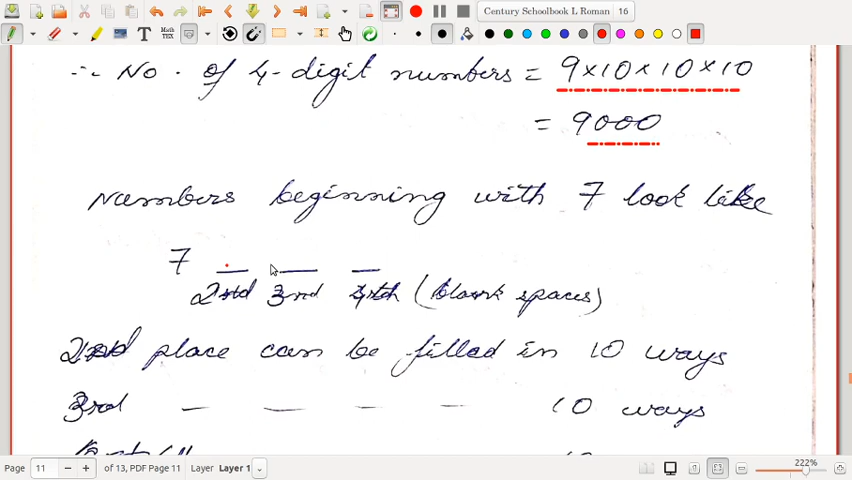 Century Schoolbook L Roman 16
T Math TEX
∴ No. of 4-digit numbers = 9×10×10×10
= 9000
Numbers beginning with 7 look like
7 _ _ _
2nd 3rd 4th (blank spaces)
2nd place can be filled in 10 ways
3rd — — — — 10 ways
Page 11 of 13, PDF Page 11 Layer Layer 1 222%